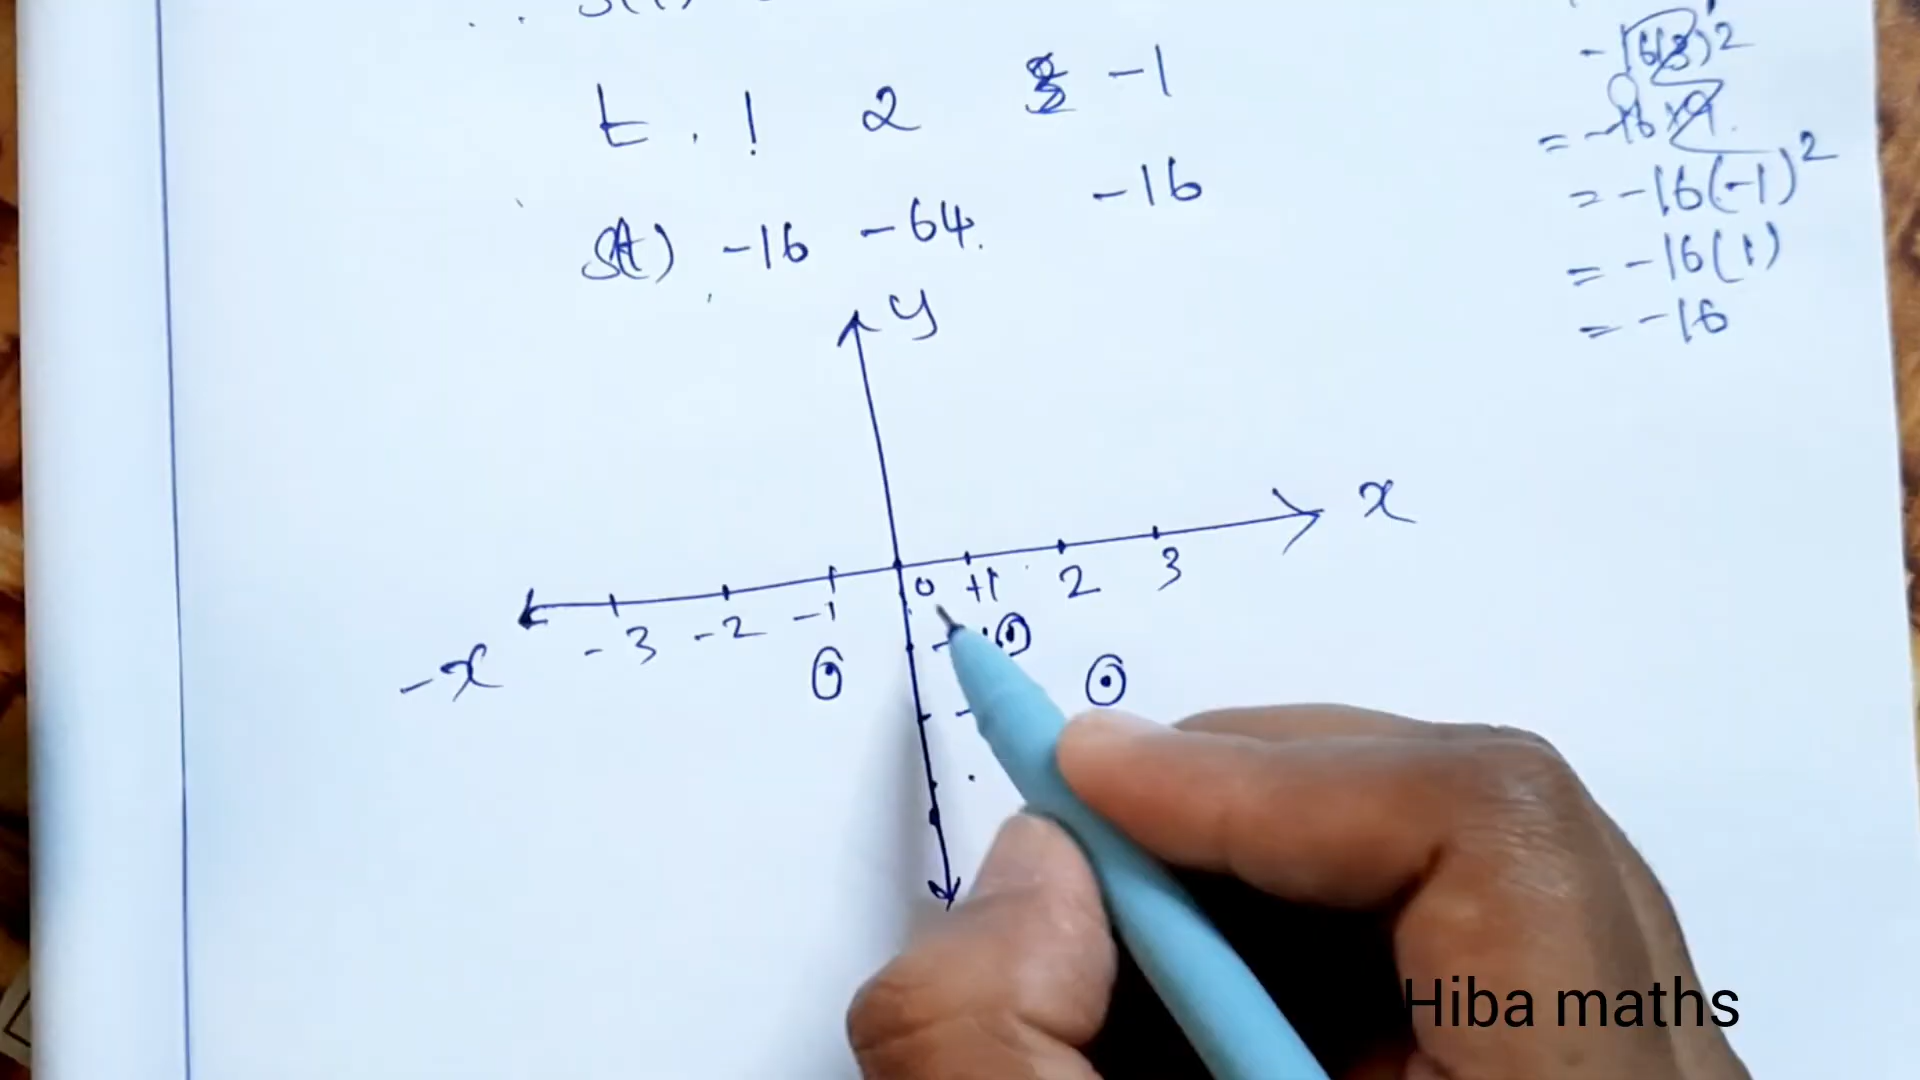 t 1 2 -1
S(t) -16 -64 -16
= -16(-1)²
= -16(1)
= -16
y
x
-3 -2 -1 0 +1 2 3
-x
Hiba maths